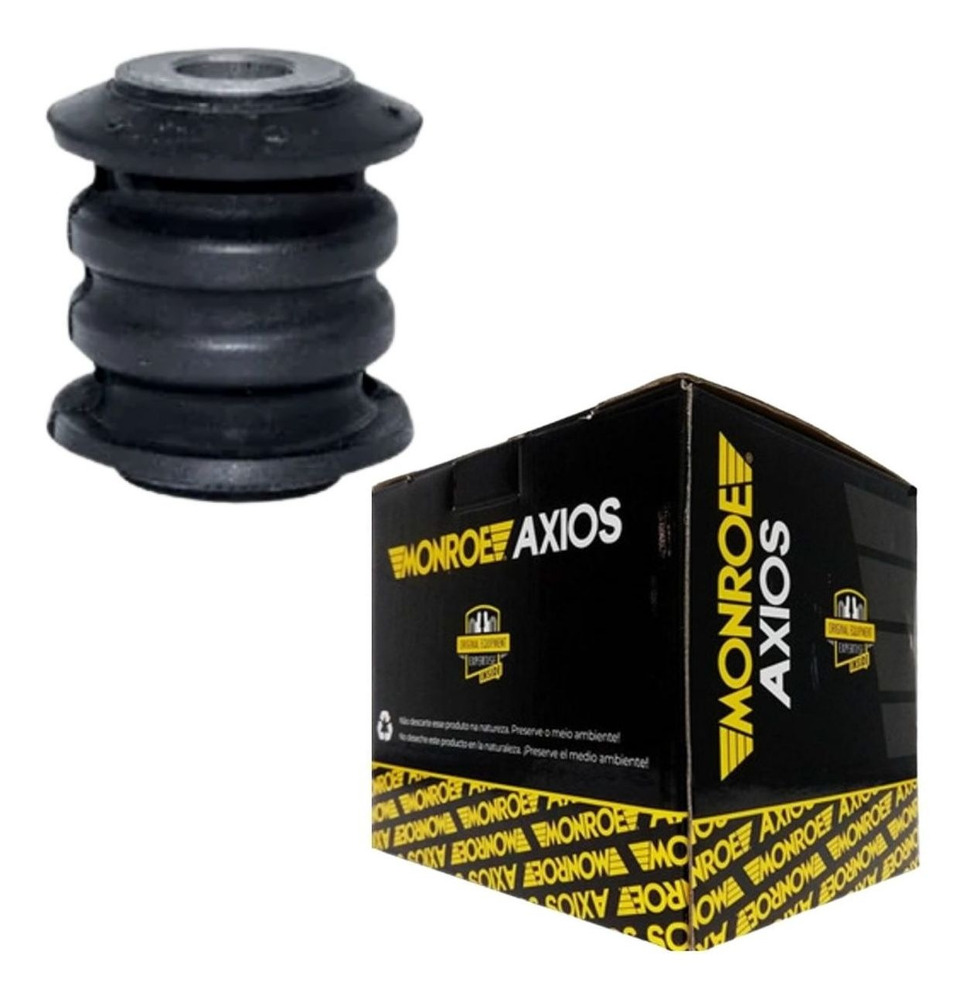 MONROE AXIOS
ORIGINAL EQUIPMENT
EXPERTISE
INSIDE
Não descarte esse produto na natureza. Preserve o meio ambiente!
No deseche este producto en la naturaleza. ¡Preserve el medio ambiente!
MONROE®
AXIOS
ORIGINAL EQUIPMENT
EXPERTISE
INSIDE
MONROE MONROE MONROE
AXIOS MONROE MONROE MONROE
AXIOS MONROE AXIOS MONROE
MONROE AXIOS MONROE AXIOS
MONROE MONROE MONROE